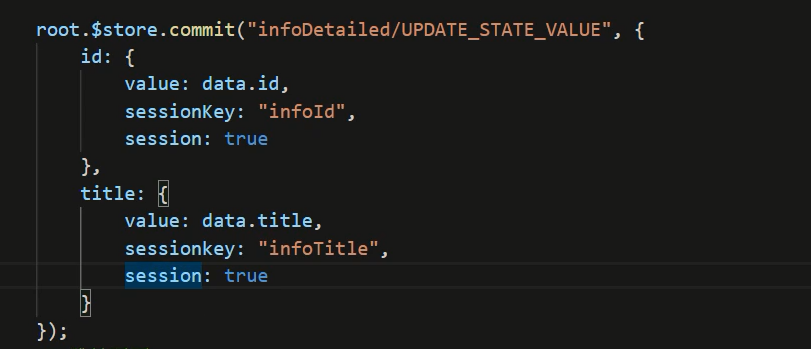 root.$store.commit("infoDetailed/UPDATE_STATE_VALUE", {
id: {
value: data.id,
sessionKey: "infoId",
session: true
},
title: {
value: data.title,
sessionkey: "infoTitle",
session: true
}
});